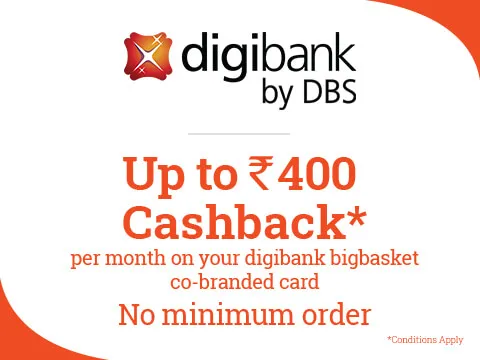 digibank
by DBS
Up to ₹400
Cashback*
per month on your digibank bigbasket
co-branded card
No minimum order
*Conditions Apply